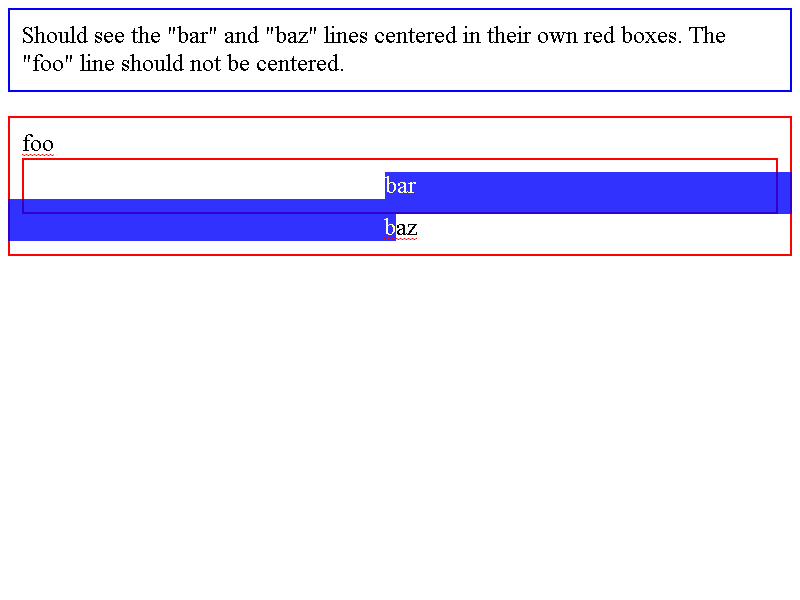 Should see the "bar" and "baz" lines centered in their own red boxes. The
"foo" line should not be centered.
foo
bar
baz